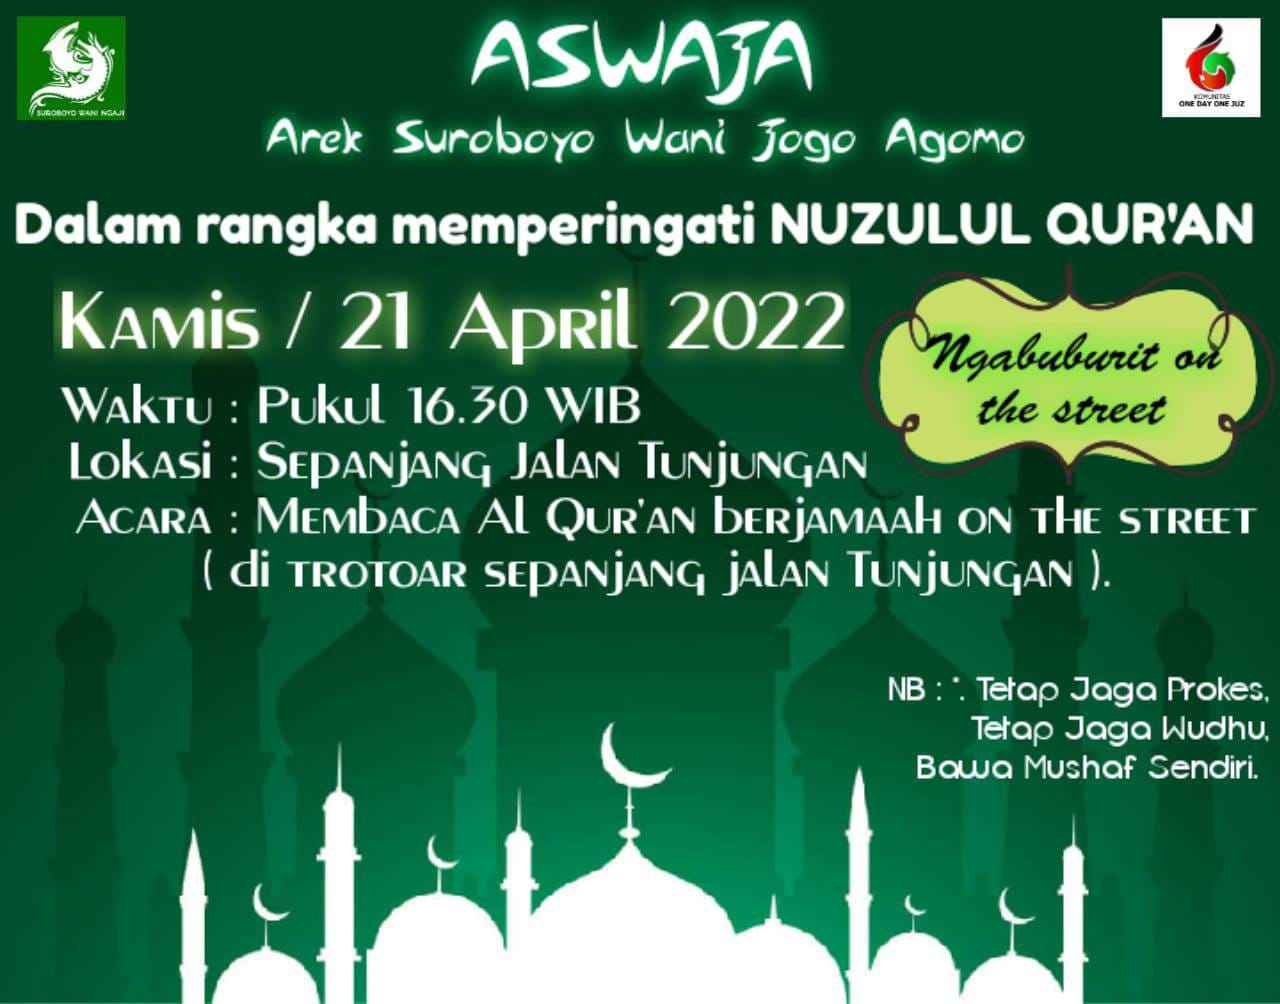 ASWAJA
Arek Suroboyo Wani Jogo Agomo
SUROBOYO WANI NGAJI
KOMUNITAS
ONE DAY ONE JUZ
Dalam rangka memperingati NUZULUL QUR'AN
Kamis / 21 April 2022
Ngabuburit on
the street
Waktu : Pukul 16.30 WIB
Lokasi : Sepanjang Jalan Tunjungan
Acara : Membaca Al Qur'an berjamaah on the street
( di trotoar sepanjang jalan Tunjungan ).
NB : *. Tetap Jaga Prokes,
Tetap Jaga Wudhu,
Bawa Mushaf Sendiri.